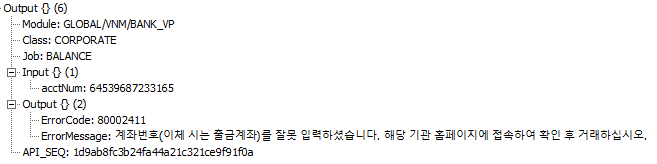 Output {} (6)
Module: GLOBAL/VNM/BANK_VP
Class: CORPORATE
Job: BALANCE
Input {} (1)
acctNum: 64539687233165
Output {} (2)
ErrorCode: 80002411
ErrorMessage: 계좌번호(이체 시는 출금계좌)를 잘못 입력하셨습니다. 해당 기관 홈페이지에 접속하여 확인 후 거래하십시오.
API_SEQ: 1d9ab8fc3b24fa44a21c321ce9f91f0a